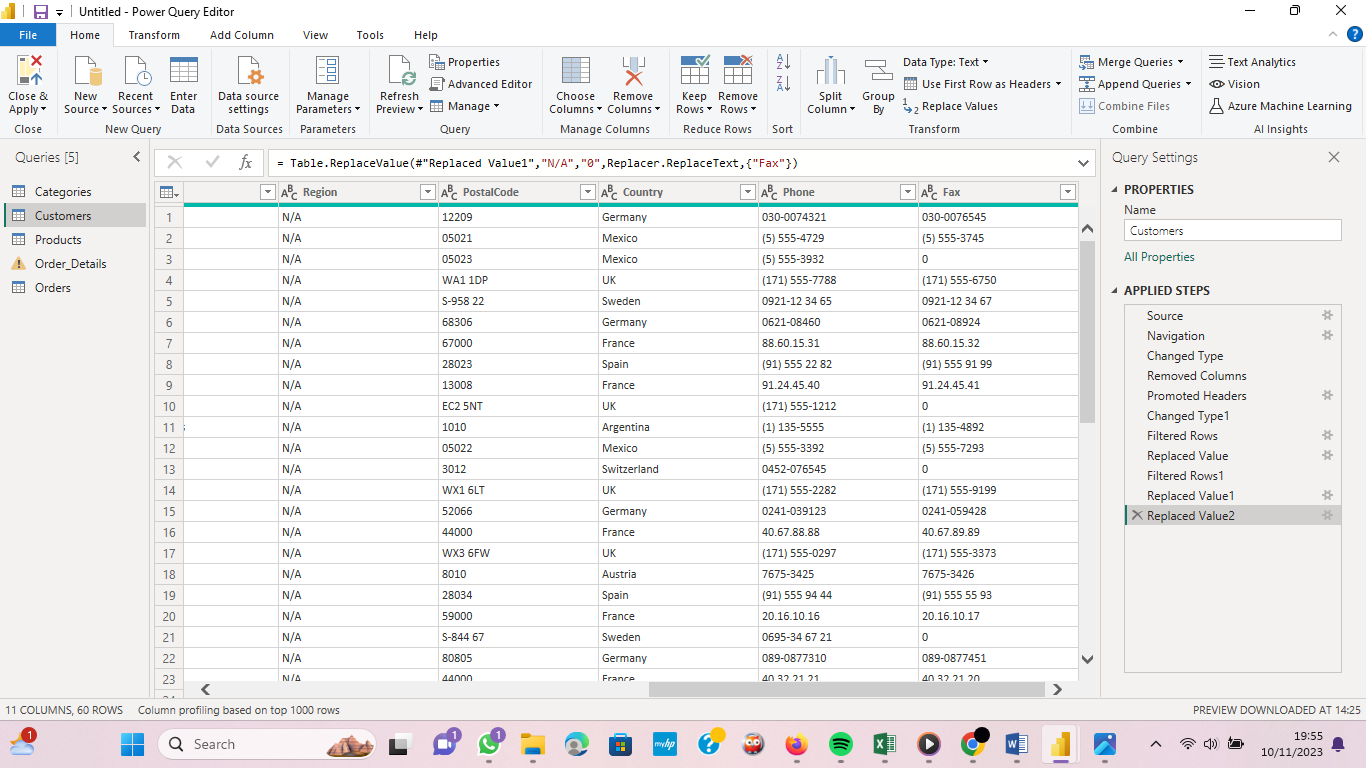 Untitled - Power Query Editor
File Home Transform Add Column View Tools Help
Close & Apply
New Source
Recent Sources
Enter Data
Data source settings
Manage Parameters
Refresh Preview
Properties
Advanced Editor
Manage
Choose Columns
Remove Columns
Keep Rows
Remove Rows
A Z
Z A
Split Column
Group By
Data Type: Text
Use First Row as Headers
1 2 Replace Values
Merge Queries
Append Queries
Combine Files
Text Analytics
Vision
Azure Machine Learning
Close New Query Data Sources Parameters Query Manage Columns Reduce Rows Sort Transform Combine AI Insights
Queries [5]
Categories
Customers
Products
Order_Details
Orders
fx = Table.ReplaceValue(#"Replaced Value1","N/A","0",Replacer.ReplaceText,{"Fax"})
ABC Region ABC PostalCode ABC Country ABC Phone ABC Fax
1 N/A 12209 Germany 030-0074321 030-0076545
2 N/A 05021 Mexico (5) 555-4729 (5) 555-3745
3 N/A 05023 Mexico (5) 555-3932 0
4 N/A WA1 1DP UK (171) 555-7788 (171) 555-6750
5 N/A S-958 22 Sweden 0921-12 34 65 0921-12 34 67
6 N/A 68306 Germany 0621-08460 0621-08924
7 N/A 67000 France 88.60.15.31 88.60.15.32
8 N/A 28023 Spain (91) 555 22 82 (91) 555 91 99
9 N/A 13008 France 91.24.45.40 91.24.45.41
10 N/A EC2 5NT UK (171) 555-1212 0
11 N/A 1010 Argentina (1) 135-5555 (1) 135-4892
12 N/A 05022 Mexico (5) 555-3392 (5) 555-7293
13 N/A 3012 Switzerland 0452-076545 0
14 N/A WX1 6LT UK (171) 555-2282 (171) 555-9199
15 N/A 52066 Germany 0241-039123 0241-059428
16 N/A 44000 France 40.67.88.88 40.67.89.89
17 N/A WX3 6FW UK (171) 555-0297 (171) 555-3373
18 N/A 8010 Austria 7675-3425 7675-3426
19 N/A 28034 Spain (91) 555 94 44 (91) 555 55 93
20 N/A 59000 France 20.16.10.16 20.16.10.17
21 N/A S-844 67 Sweden 0695-34 67 21 0
22 N/A 80805 Germany 089-0877310 089-0877451
23 N/A 44000 France 40.32.21.21 40.32.21.20
Query Settings
PROPERTIES
Name
Customers
All Properties
APPLIED STEPS
Source
Navigation
Changed Type
Removed Columns
Promoted Headers
Changed Type1
Filtered Rows
Replaced Value
Filtered Rows1
Replaced Value1
Replaced Value2
11 COLUMNS, 60 ROWS Column profiling based on top 1000 rows PREVIEW DOWNLOADED AT 14:25
1
Search
1
1
myhp
19:55
10/11/2023